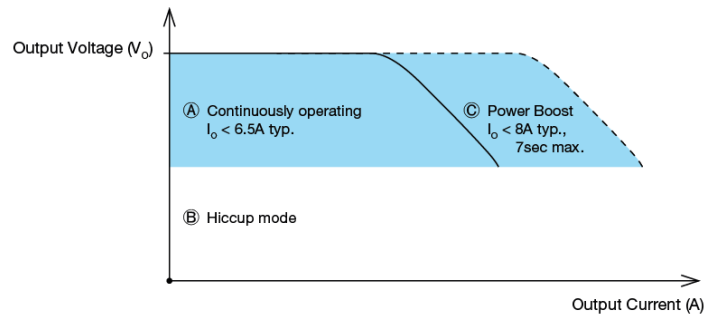 Output Voltage (Vo)
Ⓐ Continuously operating
Io < 6.5A typ.
Ⓒ Power Boost
Io < 8A typ.,
7sec max.
Ⓑ Hiccup mode
Output Current (A)